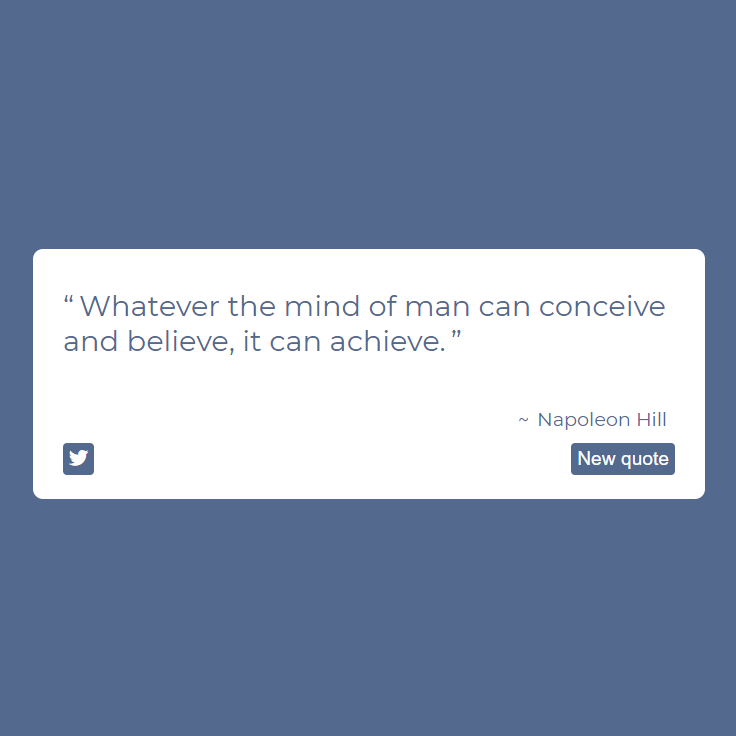 “ Whatever the mind of man can conceive
and believe, it can achieve. ”
~ Napoleon Hill
New quote